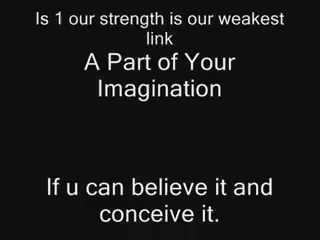 Is 1 our strength is our weakest
link
A Part of Your
Imagination
If u can believe it and
conceive it.